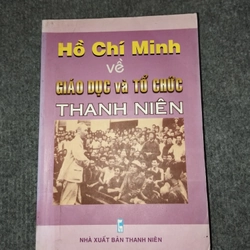 Hồ Chí Minh
về
GIÁO DỤC và TỔ CHỨC
THANH NIÊN
NHÀ XUẤT BẢN THANH NIÊN